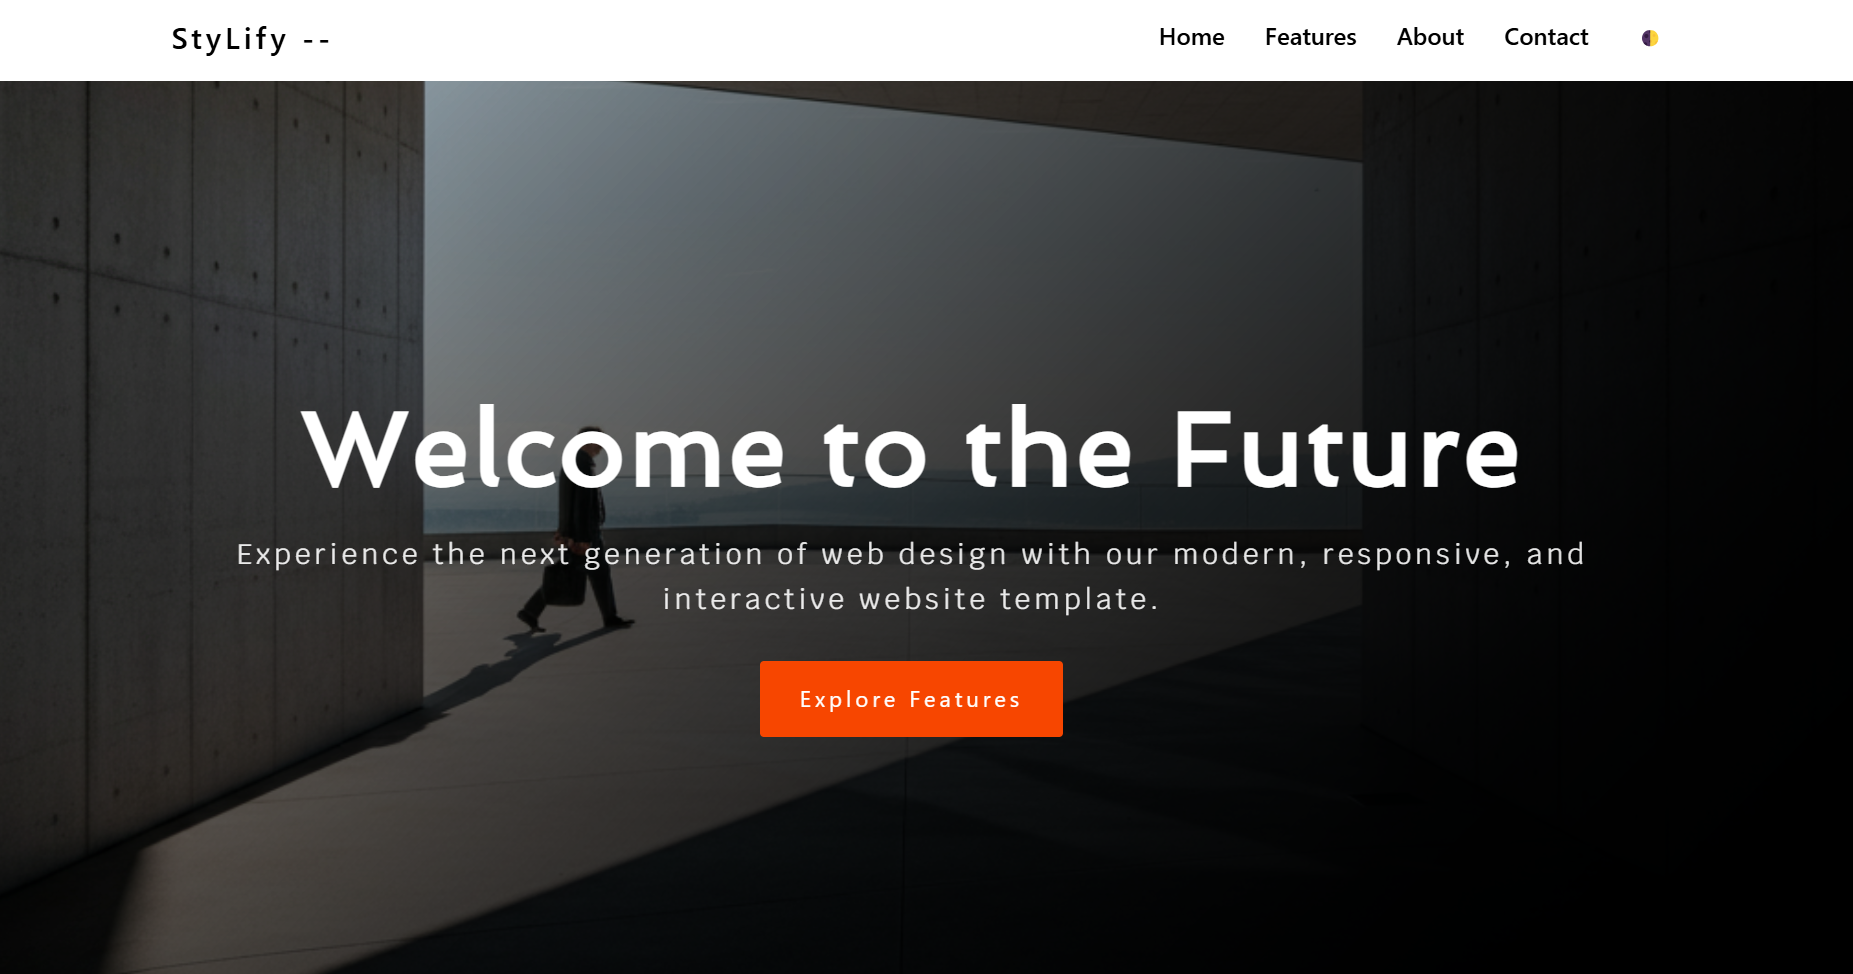 StyLify --
Home Features About Contact
Welcome to the Future
Experience the next generation of web design with our modern, responsive, and
interactive website template.
Explore Features